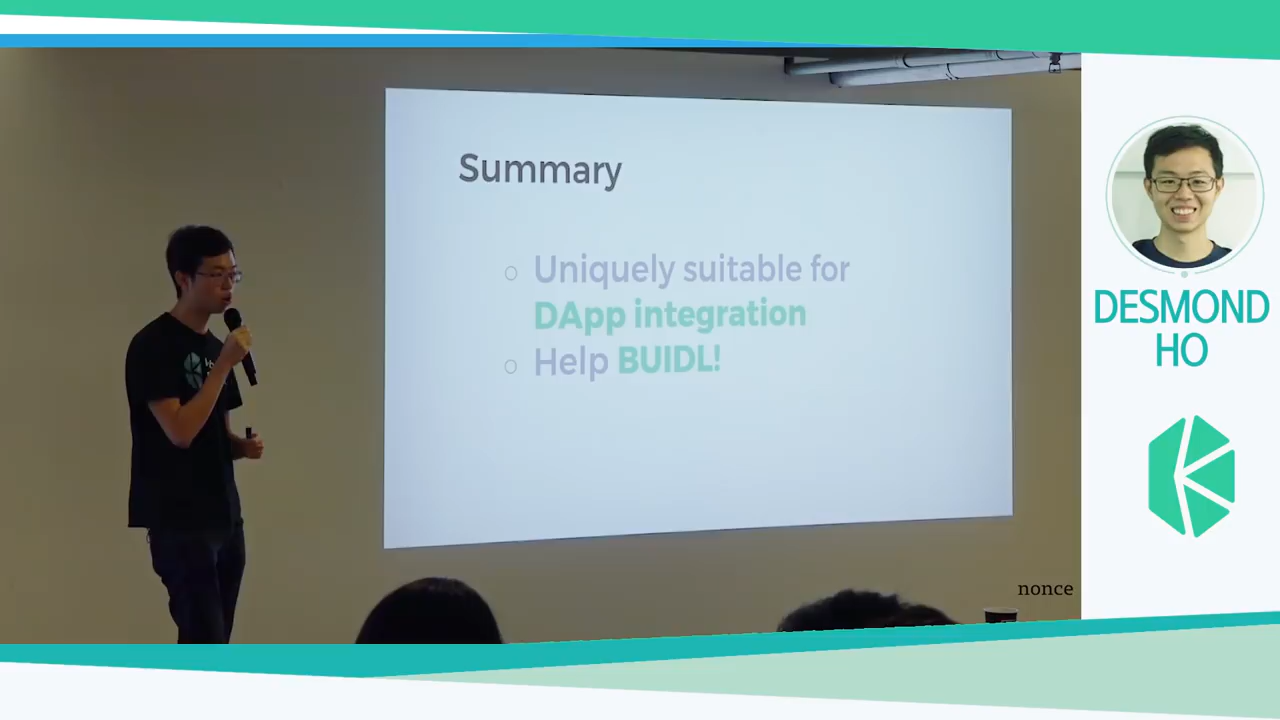 Summary
○ Uniquely suitable for
DApp integration
○ Help BUIDL!
nonce
DESMOND
HO